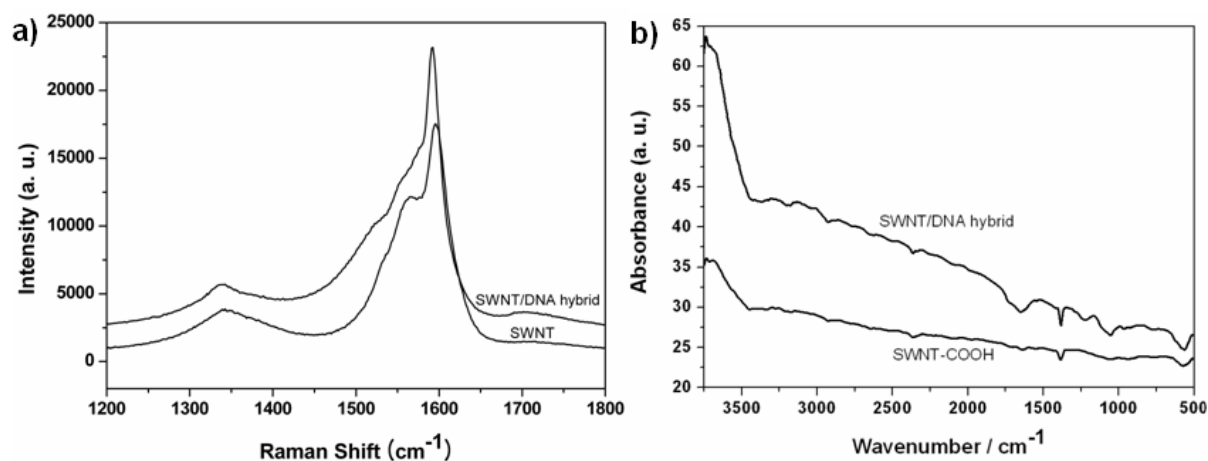 a)
Intensity (a. u.)
25000
20000
15000
10000
5000
0
SWNT/DNA hybrid
SWNT
1200 1300 1400 1500 1600 1700 1800
Raman Shift (cm-1)
b)
Absorbance (a. u.)
65
60
55
50
45
40
35
30
25
20
SWNT/DNA hybrid
SWNT-COOH
3500 3000 2500 2000 1500 1000 500
Wavenumber / cm-1